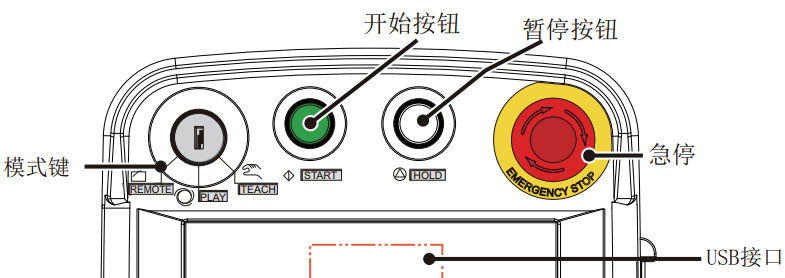 开始按钮
暂停按钮
模式键
急停
REMOTE
PLAY
TEACH
START
HOLD
EMERGENCY STOP
USB接口